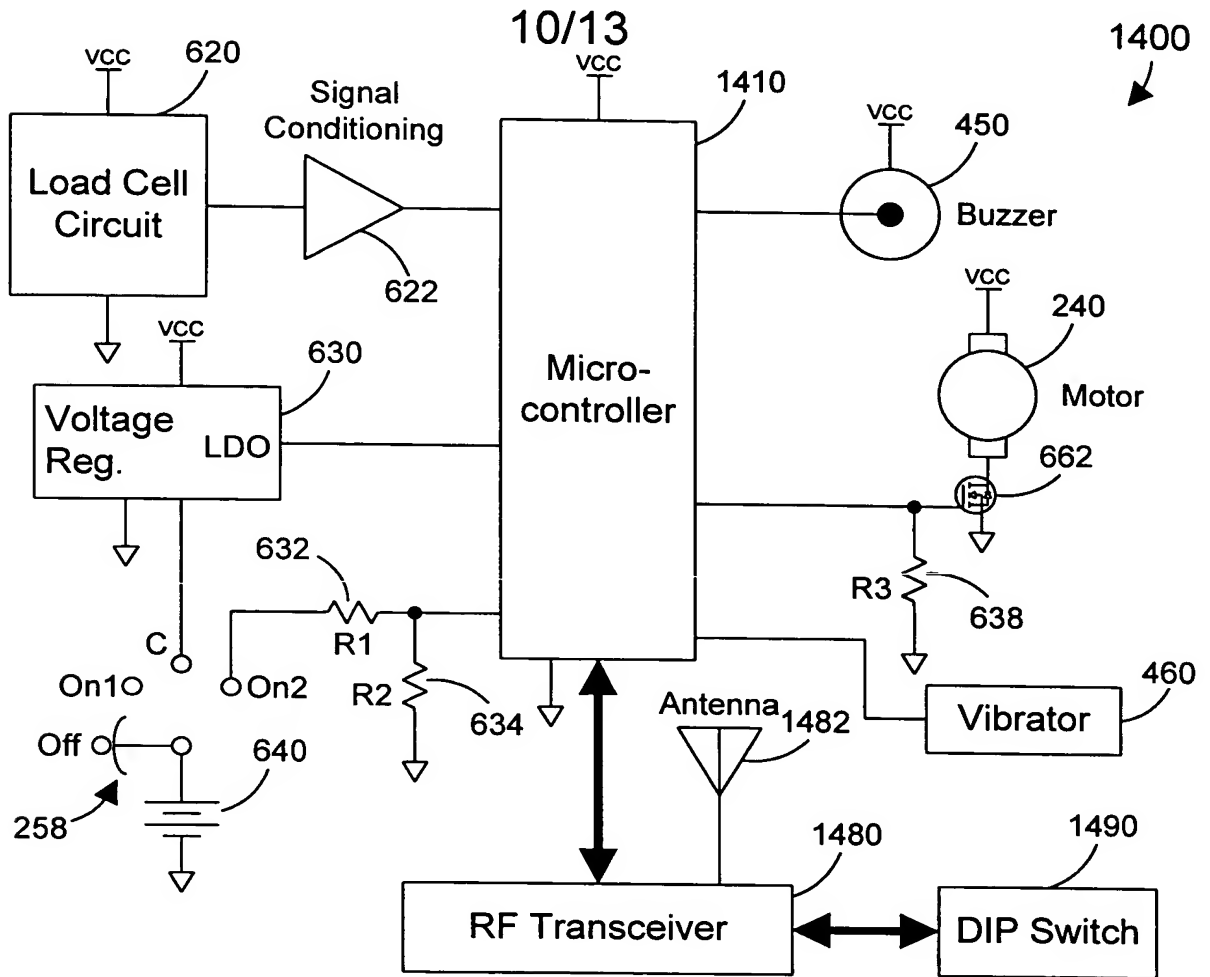 10/13
1400
VCC
620
Signal
Conditioning
VCC
1410
VCC
450
Load Cell
Circuit
Buzzer
622
VCC
240
VCC
630
Micro-
controller
Motor
Voltage
Reg.
LDO
662
632
R3
638
C
R1
On1
On2
R2
634
Antenna
1482
Vibrator
460
Off
640
258
1480
1490
RF Transceiver
DIP Switch